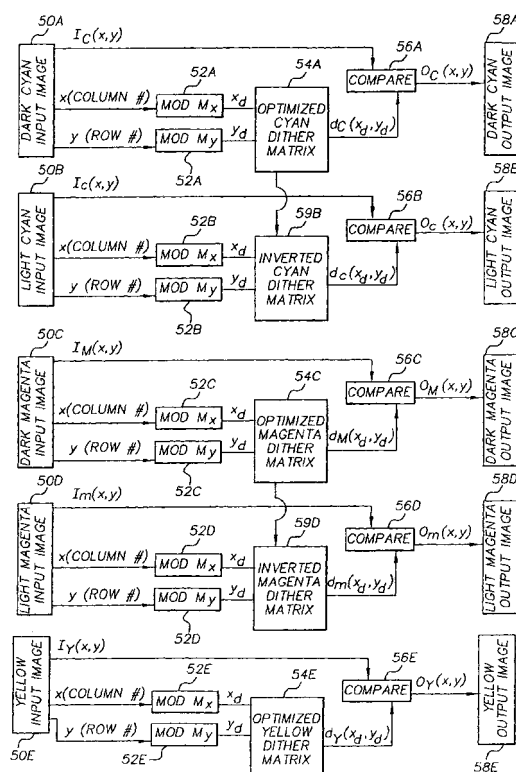 50A
I_C(x,y)
DARK CYAN
INPUT IMAGE
x(COLUMN #)
52A
MOD M_x
x_d
y (ROW #)
MOD M_y
y_d
52A
54A
OPTIMIZED
CYAN
DITHER
MATRIX
d_C(x_d,y_d)
56A
COMPARE
O_C(x,y)
58A
DARK CYAN
OUTPUT IMAGE
50B
I_c(x,y)
LIGHT CYAN
INPUT IMAGE
x(COLUMN #)
52B
MOD M_x
x_d
y (ROW #)
MOD M_y
y_d
52B
59B
INVERTED
CYAN
DITHER
MATRIX
d_c(x_d,y_d)
56B
COMPARE
O_c(x,y)
58B
LIGHT CYAN
OUTPUT IMAGE
50C
I_M(x,y)
DARK MAGENTA
INPUT IMAGE
x(COLUMN #)
52C
MOD M_x
x_d
y (ROW #)
MOD M_y
y_d
52C
54C
OPTIMIZED
MAGENTA
DITHER
MATRIX
d_M(x_d,y_d)
56C
COMPARE
O_M(x,y)
58C
DARK MAGENTA
OUTPUT IMAGE
50D
I_m(x,y)
LIGHT MAGENTA
INPUT IMAGE
x(COLUMN #)
52D
MOD M_x
x_d
y (ROW #)
MOD M_y
y_d
52D
59D
INVERTED
MAGENTA
DITHER
MATRIX
d_m(x_d,y_d)
56D
COMPARE
O_m(x,y)
58D
LIGHT MAGENTA
OUTPUT IMAGE
I_Y(x,y)
YELLOW
INPUT IMAGE
50E
x(COLUMN #)
52E
MOD M_x
x_d
y (ROW #)
MOD M_y
y_d
52E
54E
OPTIMIZED
YELLOW
DITHER
MATRIX
d_Y(x_d,y_d)
56E
COMPARE
O_Y(x,y)
YELLOW
OUTPUT IMAGE
58E